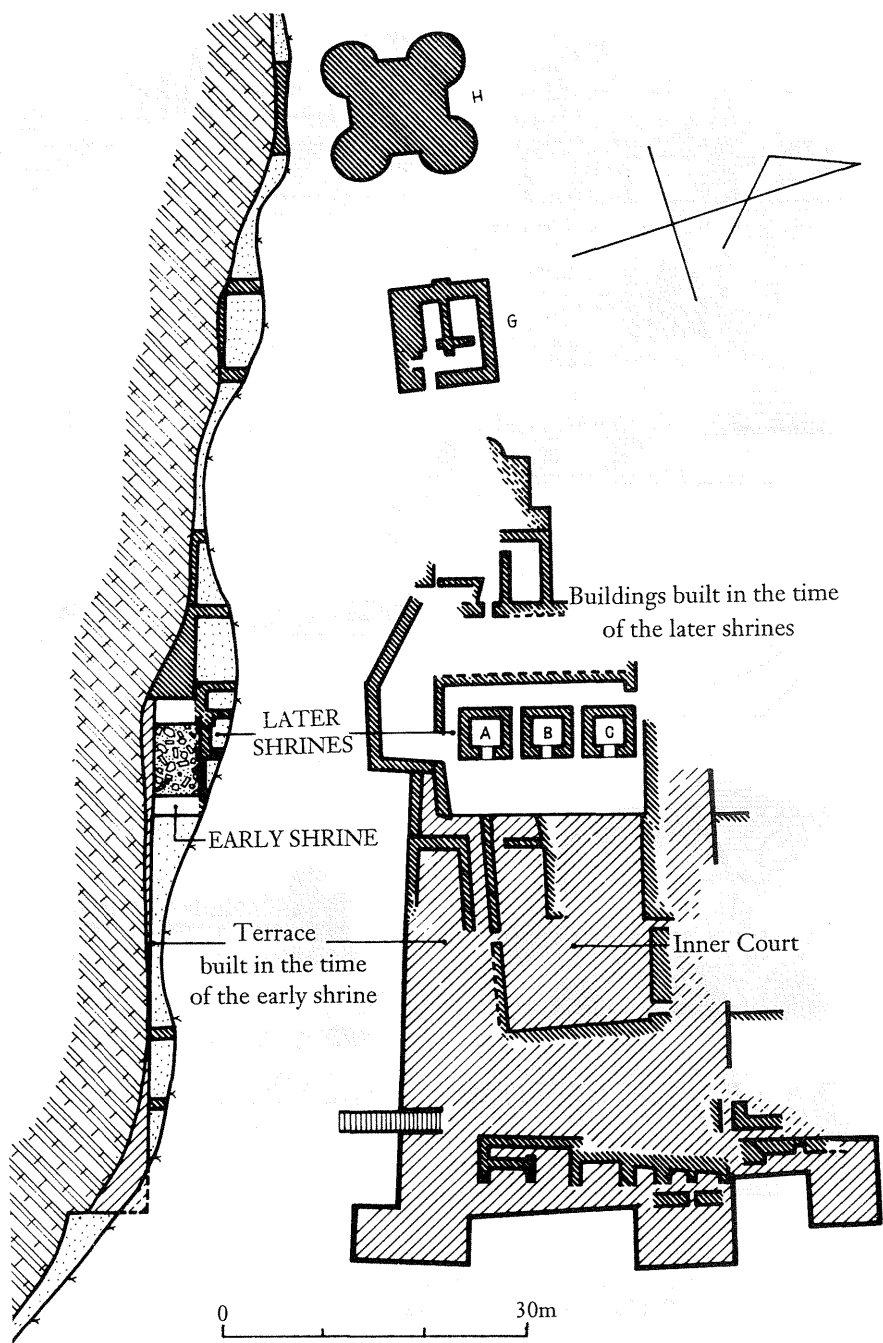 H
G
Buildings built in the time
of the later shrines
LATER
SHRINES
A
B
C
EARLY SHRINE
Terrace
built in the time
of the early shrine
Inner Court
0
30m